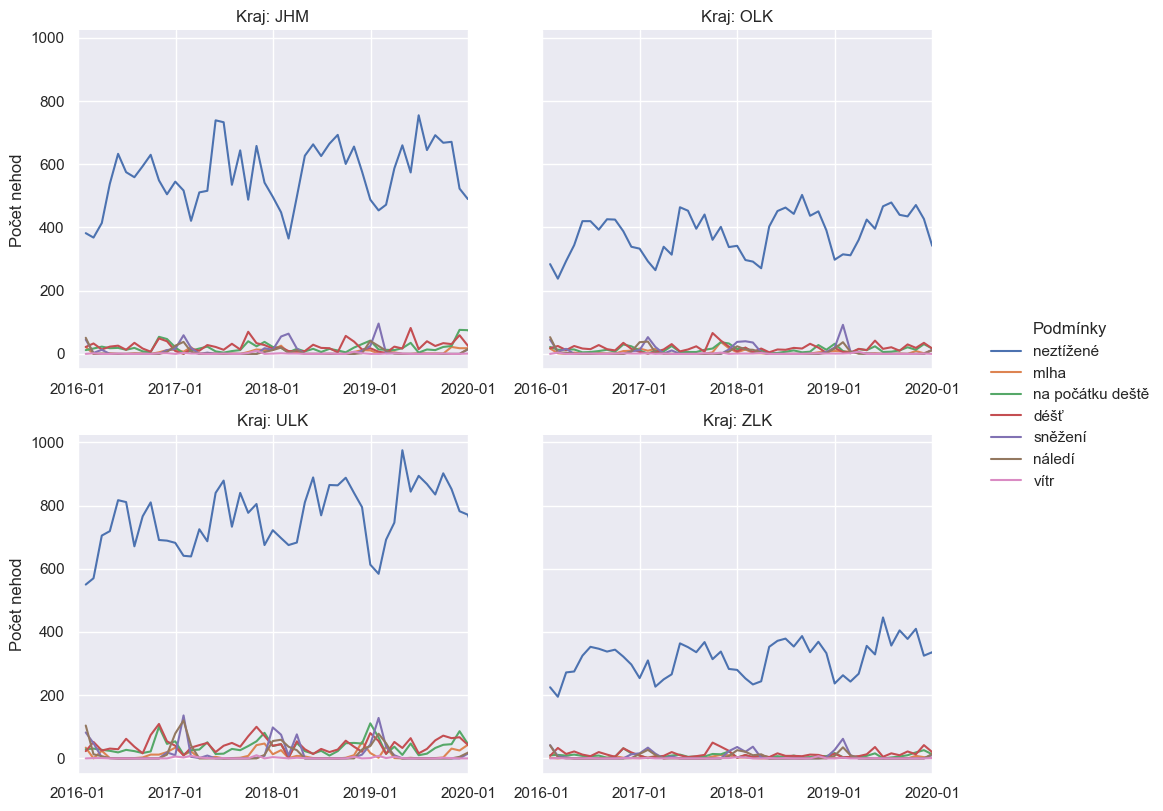 Kraj: JHM
Kraj: OLK
1000
800
600
400
200
0
Počet nehod
2016-01 2017-01 2018-01 2019-01 2020-01
2016-01 2017-01 2018-01 2019-01 2020-01
Kraj: ULK
Kraj: ZLK
1000
800
600
400
200
0
Počet nehod
2016-01 2017-01 2018-01 2019-01 2020-01
2016-01 2017-01 2018-01 2019-01 2020-01
Podmínky
neztížené
mlha
na počátku deště
déšť
sněžení
náledí
vítr